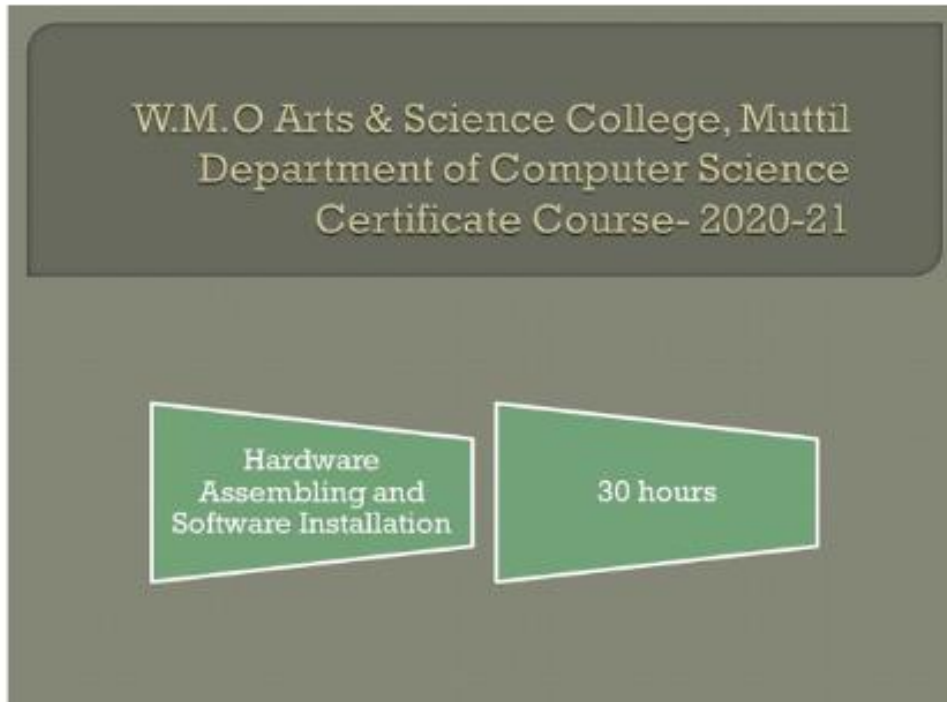 W.M.O Arts & Science College, Muttil
Department of Computer Science
Certificate Course- 2020-21
Hardware
Assembling and
Software Installation
30 hours